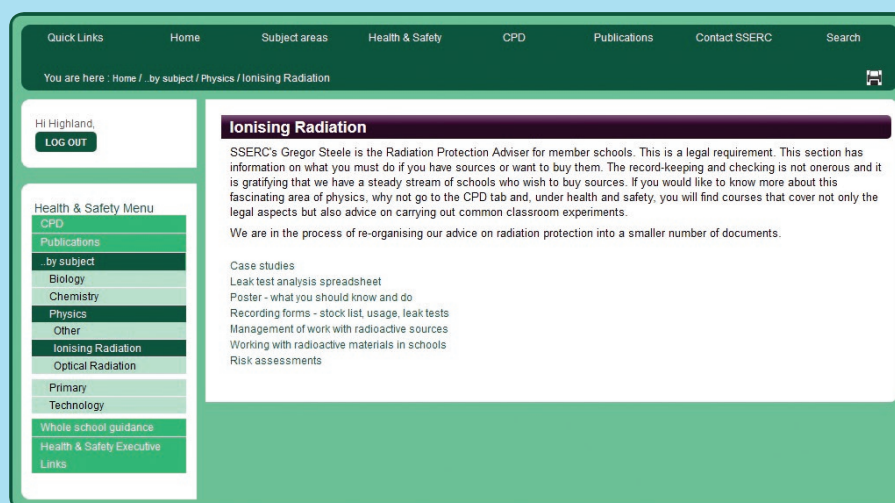 Quick Links Home Subject areas Health & Safety CPD Publications Contact SSERC Search
You are here : Home / ..by subject / Physics / Ionising Radiation
Hi Highland,
LOG OUT
Health & Safety Menu
CPD
Publications
..by subject
Biology
Chemistry
Physics
Other
Ionising Radiation
Optical Radiation
Primary
Technology
Whole school guidance
Health & Safety Executive
Links
Ionising Radiation
SSERC's Gregor Steele is the Radiation Protection Adviser for member schools. This is a legal requirement. This section has
information on what you must do if you have sources or want to buy them. The record-keeping and checking is not onerous and it
is gratifying that we have a steady stream of schools who wish to buy sources. If you would like to know more about this
fascinating area of physics, why not go to the CPD tab and, under health and safety, you will find courses that cover not only the
legal aspects but also advice on carrying out common classroom experiments.
We are in the process of re-organising our advice on radiation protection into a smaller number of documents.
Case studies
Leak test analysis spreadsheet
Poster - what you should know and do
Recording forms - stock list, usage, leak tests
Management of work with radioactive sources
Working with radioactive materials in schools
Risk assessments